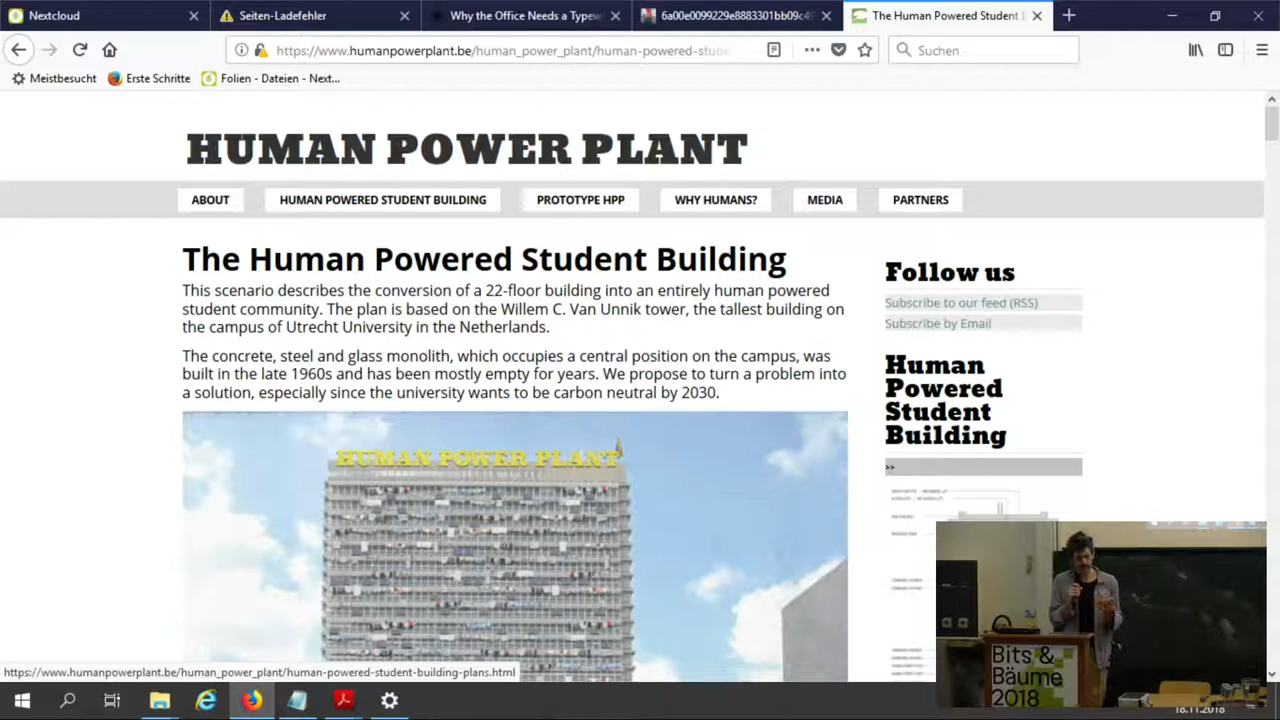 Nextcloud
Seiten-Ladefehler
Why the Office Needs a Typew
6a00e0099229e8883301bb09c4
The Human Powered Student B
https://www.humanpowerplant.be/human_power_plant/human-powered-stude
Suchen
Meistbesucht
Erste Schritte
Folien - Dateien - Next...
HUMAN POWER PLANT
ABOUT
HUMAN POWERED STUDENT BUILDING
PROTOTYPE HPP
WHY HUMANS?
MEDIA
PARTNERS
The Human Powered Student Building
This scenario describes the conversion of a 22-floor building into an entirely human powered
student community. The plan is based on the Willem C. Van Unnik tower, the tallest building on
the campus of Utrecht University in the Netherlands.
The concrete, steel and glass monolith, which occupies a central position on the campus, was
built in the late 1960s and has been mostly empty for years. We propose to turn a problem into
a solution, especially since the university wants to be carbon neutral by 2030.
HUMAN POWER PLANT
Follow us
Subscribe to our feed (RSS)
Subscribe by Email
Human
Powered
Student
Building
>>
Bits &
Bäume
2018
https://www.humanpowerplant.be/human_power_plant/human-powered-student-building-plans.html
18.11.2018